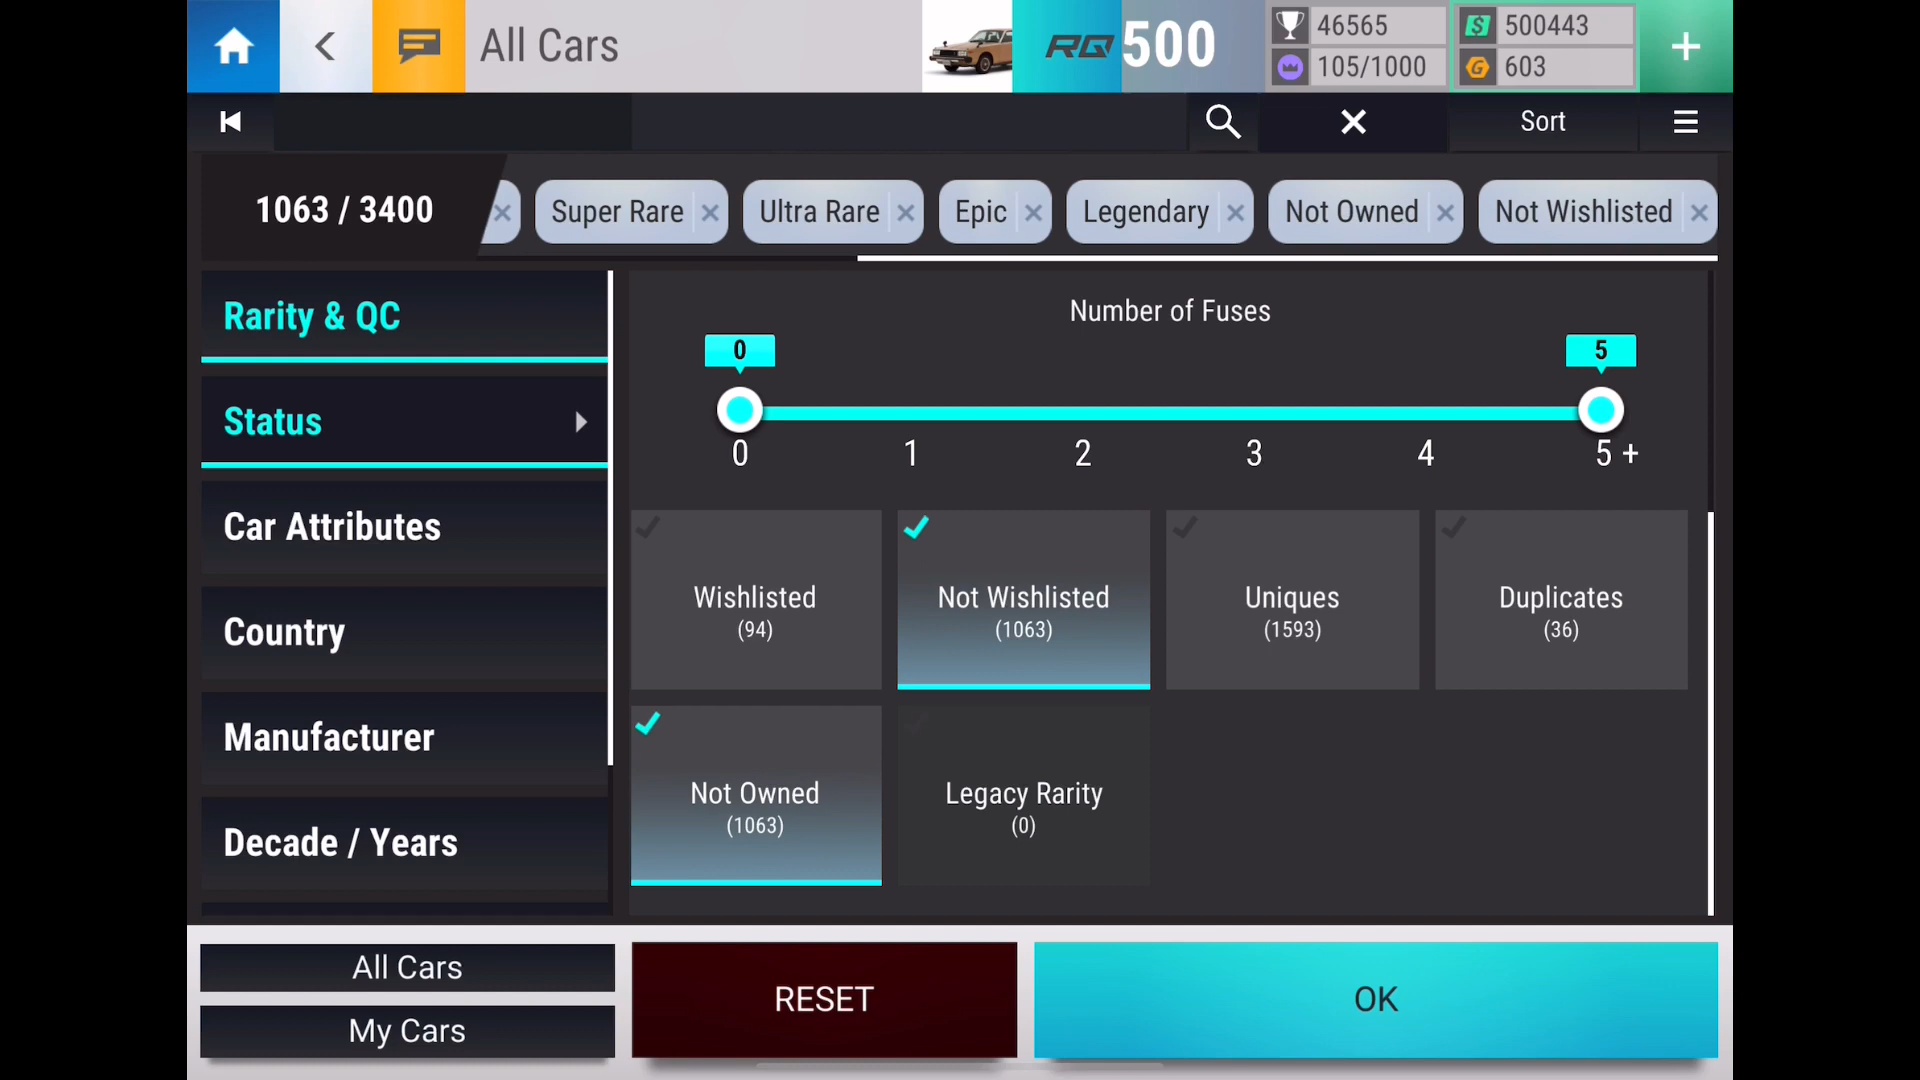 All Cars
RQ 500
46565
105/1000
500443
603
Sort
1063 / 3400
Super Rare
Ultra Rare
Epic
Legendary
Not Owned
Not Wishlisted
Rarity & QC
Status
Car Attributes
Country
Manufacturer
Decade / Years
Number of Fuses
0
5
0 1 2 3 4 5 +
Wishlisted
(94)
Not Wishlisted
(1063)
Uniques
(1593)
Duplicates
(36)
Not Owned
(1063)
Legacy Rarity
(0)
All Cars
My Cars
RESET
OK